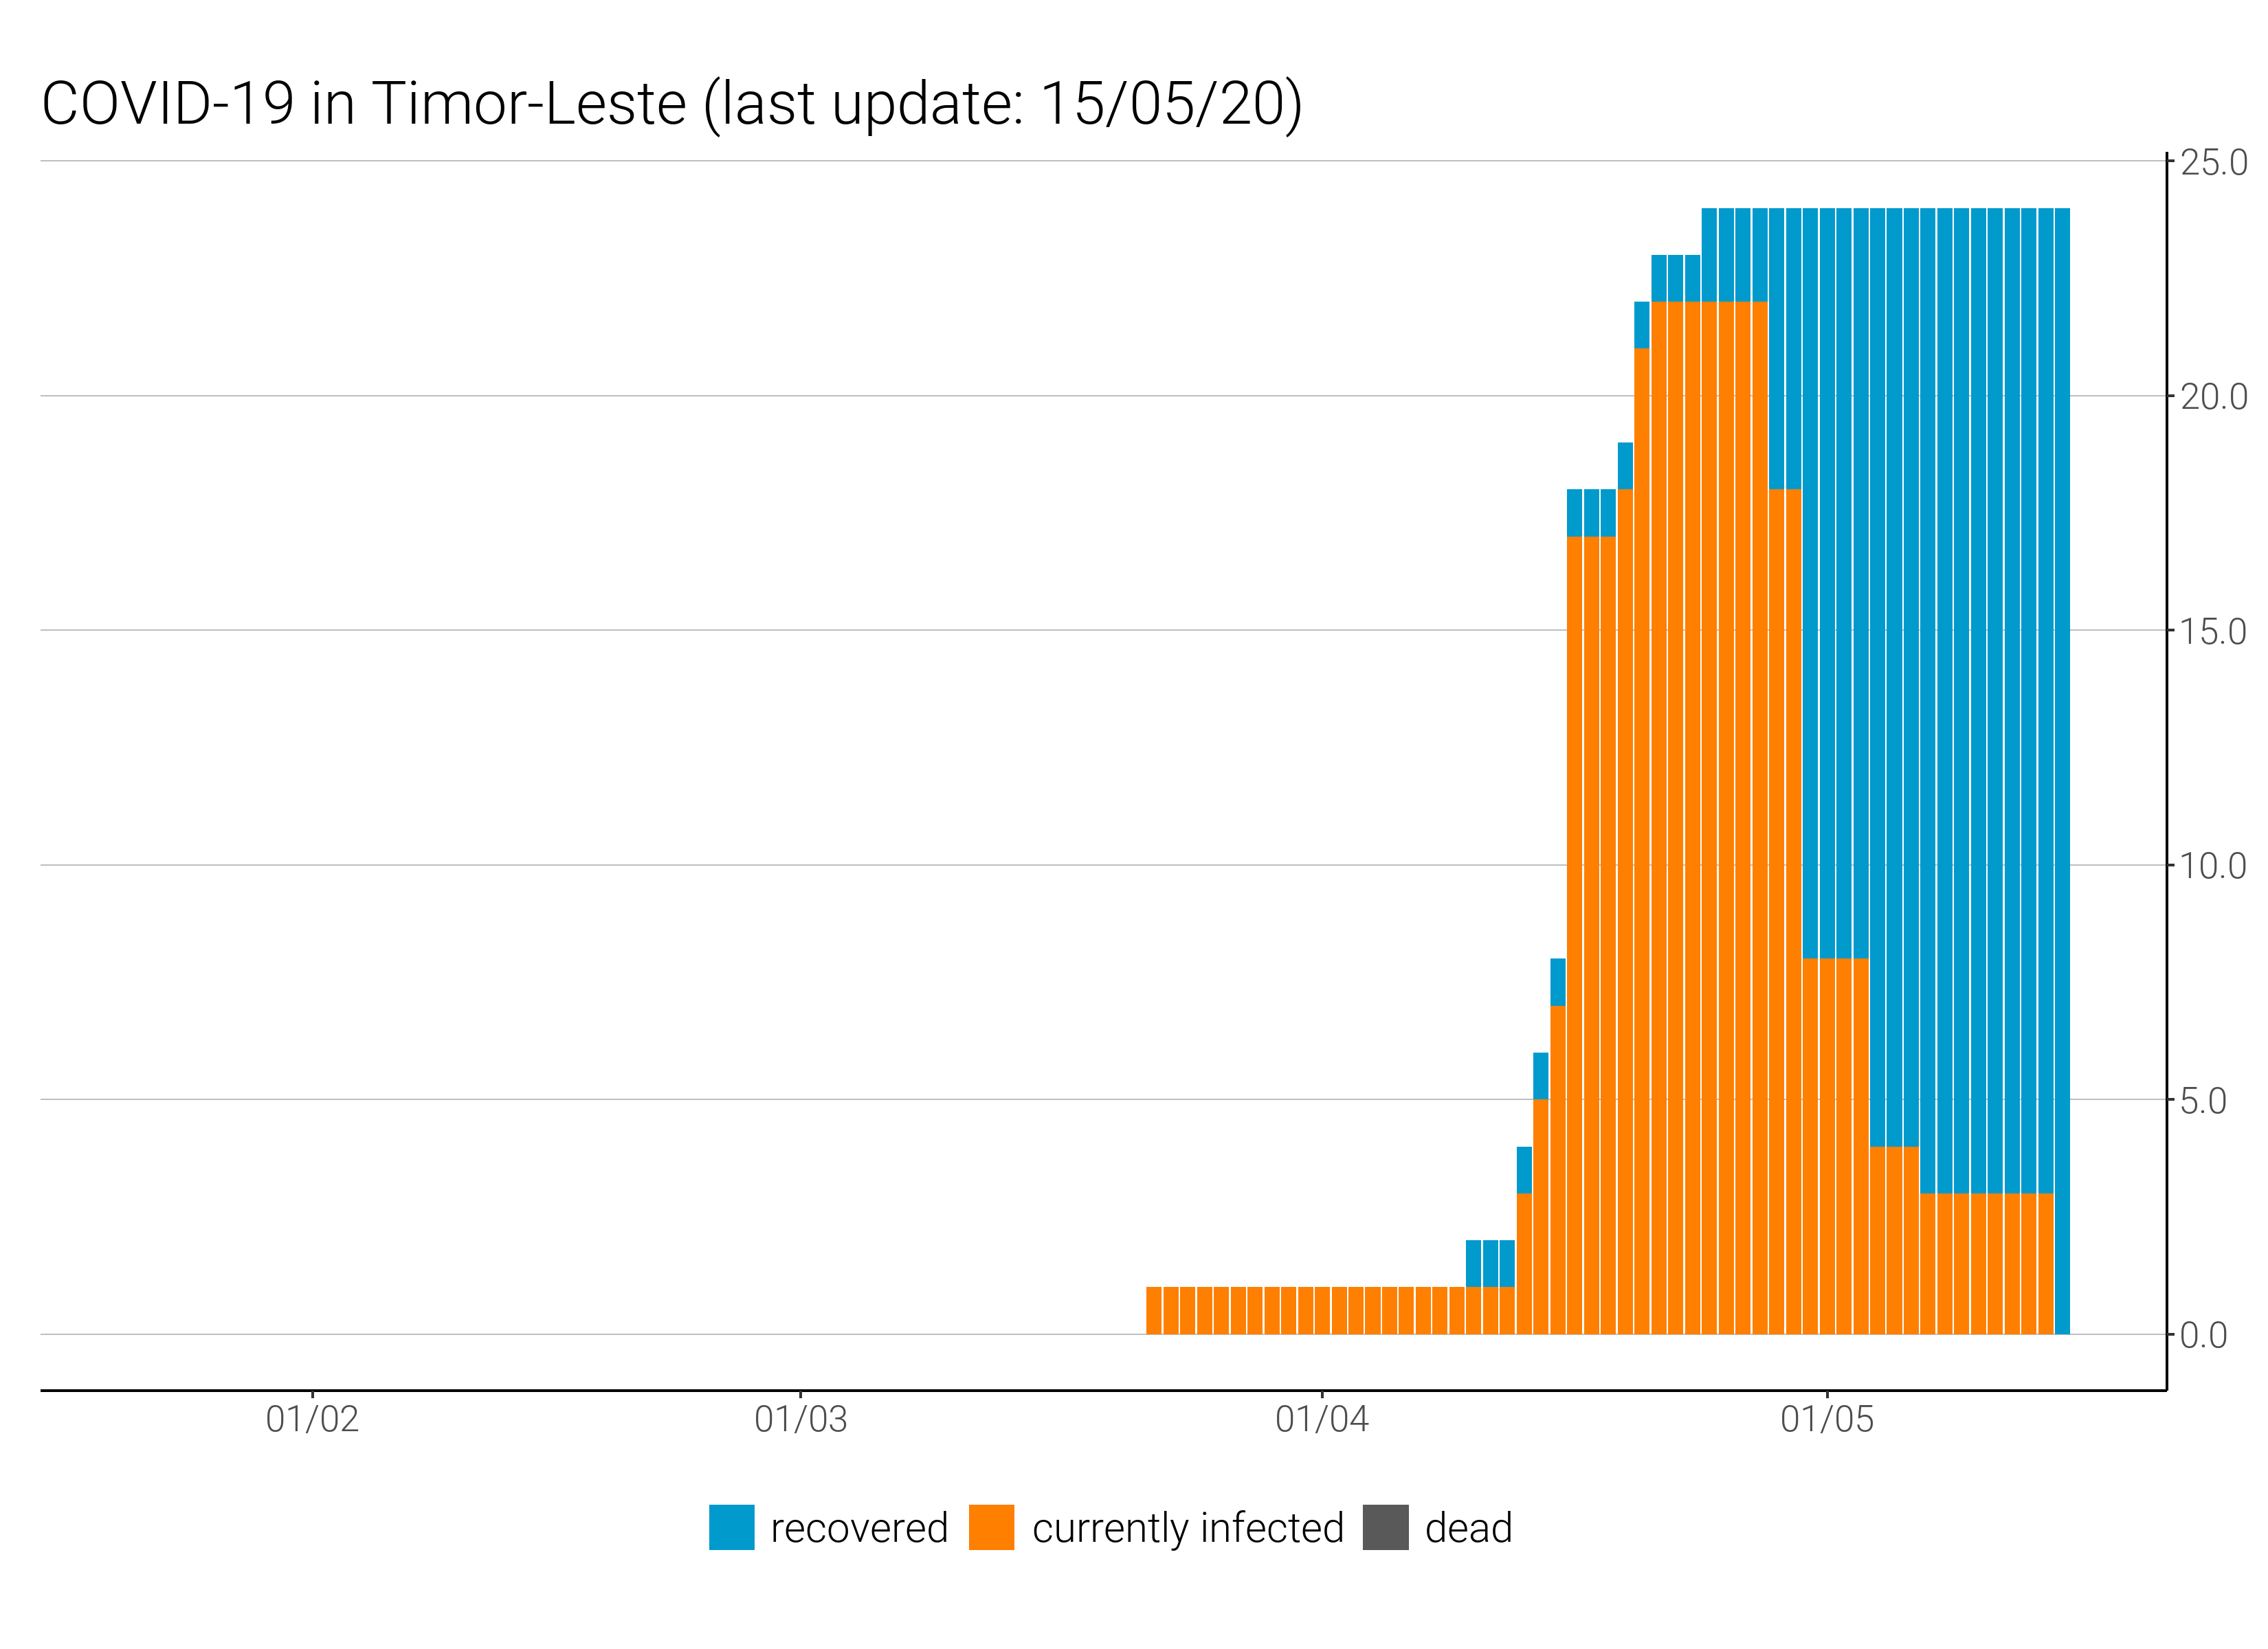 COVID-19 in Timor-Leste (last update: 15/05/20)
25.0
20.0
15.0
10.0
5.0
0.0
01/02 01/03 01/04 01/05
recovered currently infected dead